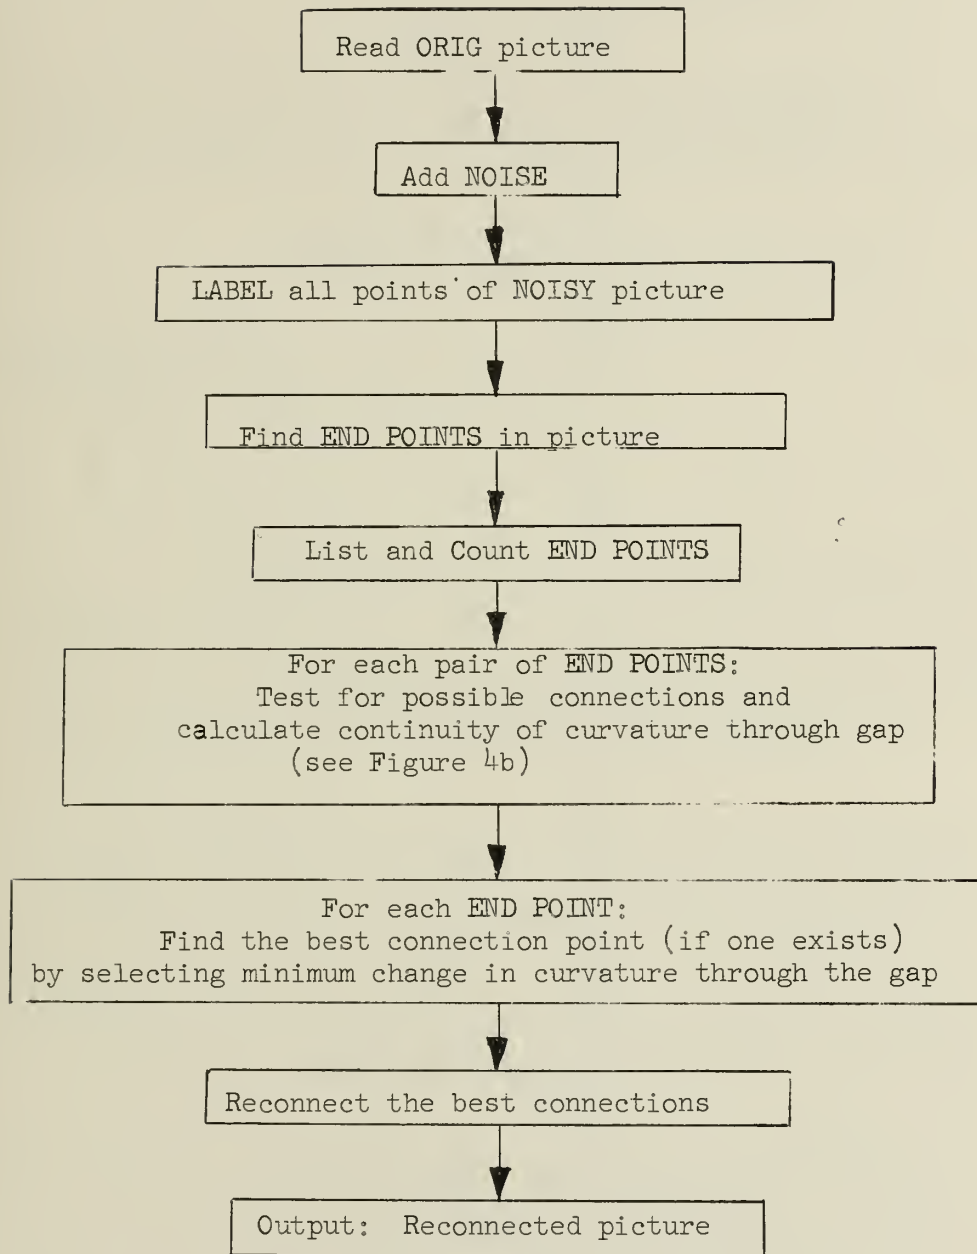 Read ORIG picture
Add NOISE
LABEL all points of NOISY picture
Find END POINTS in picture
List and Count END POINTS
For each pair of END POINTS:
Test for possible connections and
calculate continuity of curvature through gap
(see Figure 4b)
For each END POINT:
Find the best connection point (if one exists)
by selecting minimum change in curvature through the gap
Reconnect the best connections
Output: Reconnected picture